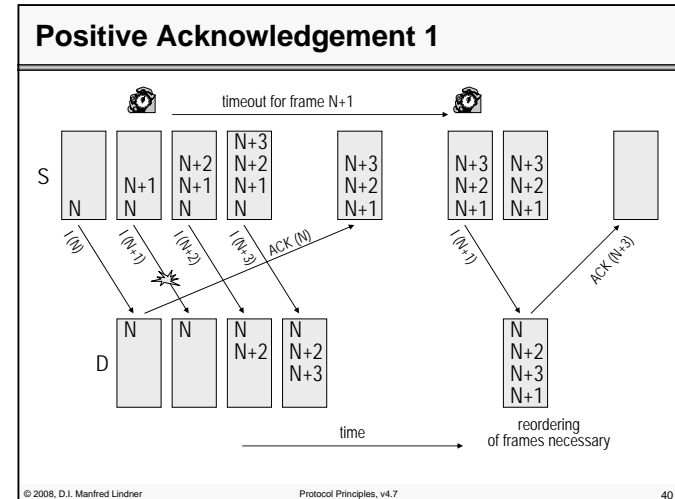 Positive Acknowledgement 1
timeout for frame N+1
S
N
N+1
N
N+2
N+1
N
N+3
N+2
N+1
N
N+3
N+2
N+1
N+3
N+2
N+1
N+3
N+2
N+1
I (N)
I (N+1)
I (N+2)
I (N+3)
ACK (N)
I (N+1)
ACK (N+3)
D
N
N
N
N+2
N
N+2
N+3
N
N+2
N+3
N+1
time
reordering
of frames necessary
© 2008, D.I. Manfred Lindner
Protocol Principles, v4.7
40